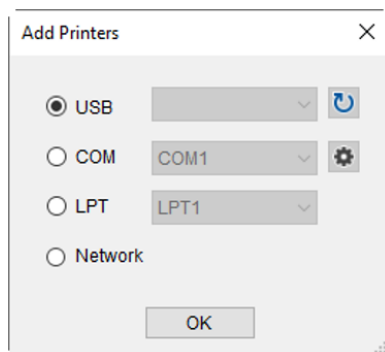 Add Printers
USB
COM COM1
LPT LPT1
Network
OK